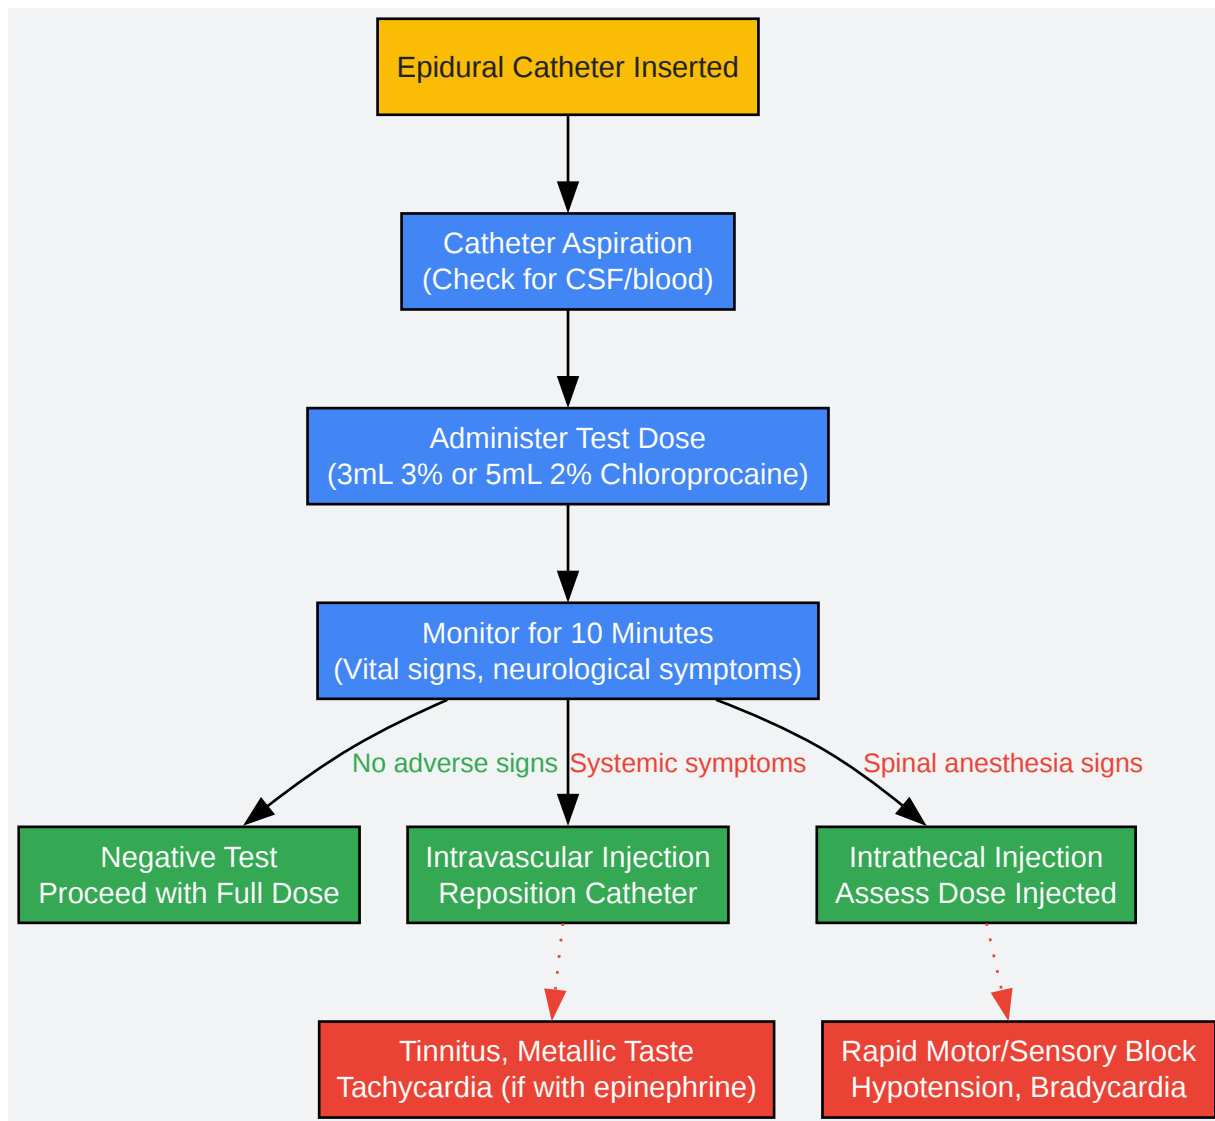 Epidural Catheter Inserted
Catheter Aspiration
(Check for CSF/blood)
Administer Test Dose
(3mL 3% or 5mL 2% Chloroprocaine)
Monitor for 10 Minutes
(Vital signs, neurological symptoms)
No adverse signs
Systemic symptoms
Spinal anesthesia signs
Negative Test
Proceed with Full Dose
Intravascular Injection
Reposition Catheter
Intrathecal Injection
Assess Dose Injected
Tinnitus, Metallic Taste
Tachycardia (if with epinephrine)
Rapid Motor/Sensory Block
Hypotension, Bradycardia